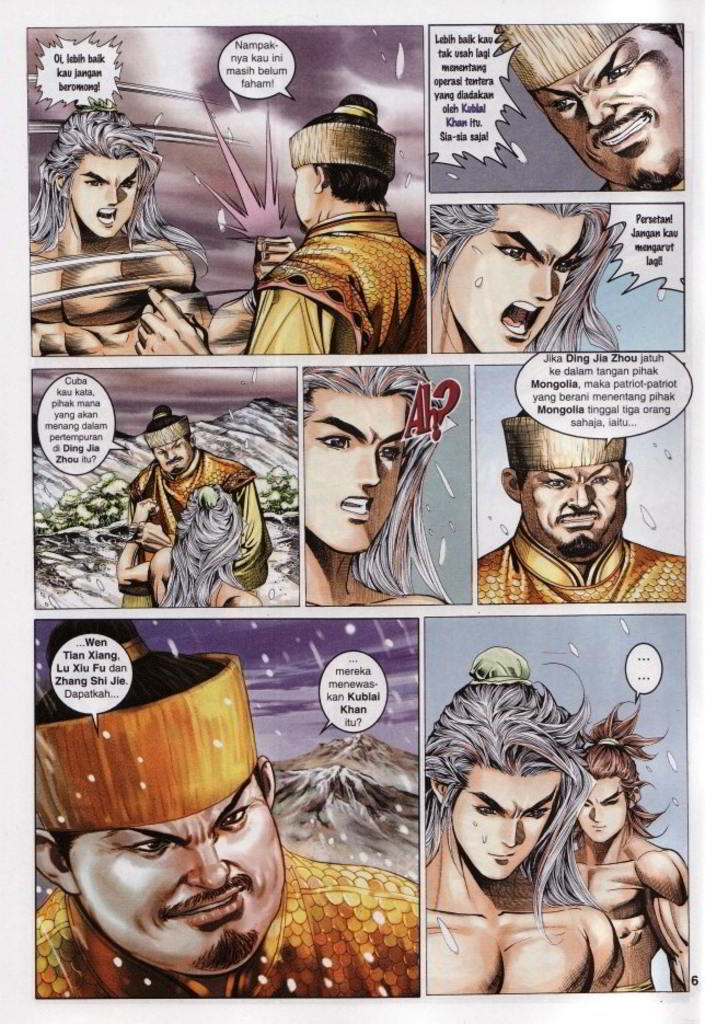 Oi, lebih baik
kau jangan
beromong!
Nampak-
nya kau ini
masih belum
faham!
Lebih baik kau
tak usah lagi
menentang
operasi tentera
yang diadakan
oleh Kublai
Khan itu.
Sia-sia saja!
Persetan!
Jangan kau
mengarut
lagi!
Cuba
kau kata,
pihak mana
yang akan
menang dalam
pertempuran
di Ding Jia
Zhou itu?
Ah?
Jika Ding Jia Zhou jatuh
ke dalam tangan pihak
Mongolia, maka patriot-patriot
yang berani menentang pihak
Mongolia tinggal tiga orang
sahaja, iaitu...
...Wen
Tian Xiang,
Lu Xiu Fu dan
Zhang Shi Jie.
Dapatkah...
...
mereka
menewas-
kan Kublai
Khan
itu?
...
...
6